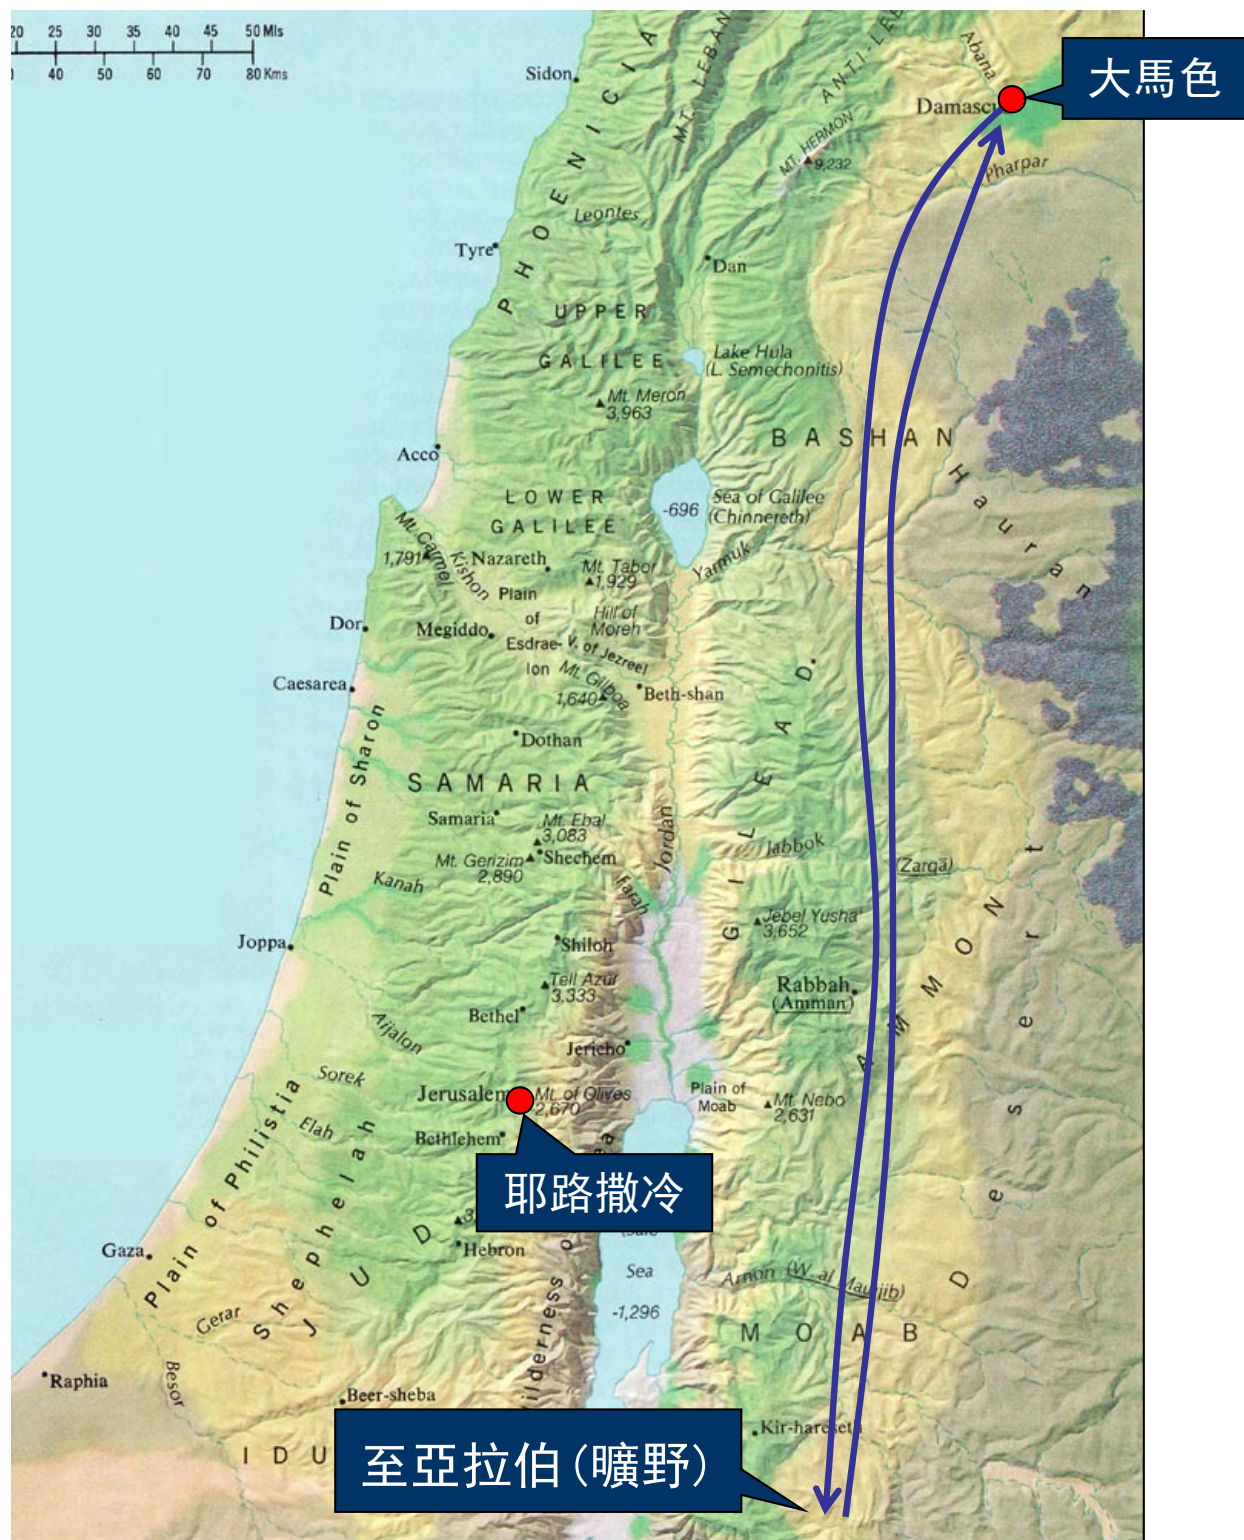 20 25 30 35 40 45 50 Mls
40 50 60 70 80 Kms
PHOENICIA
MT. LEBAN
ANTI-LE
Abana
大馬色
Sidon
MT. HERMON
9,232
Pharpar
Leontes
Tyre
Dan
UPPER
GALILEE
Lake Hula
(L. Semechonitis)
Mt. Meron
3,963
BASHAN
Hauran
Acco
LOWER
GALILEE
-696
Sea of Galilee
(Chinnereth)
Mt. Carmel
1,791
Kishon
Nazareth
Mt. Tabor
1,929
Yarmuk
Plain
of
Esdrae-
lon
Hill of
Moreh
V. of Jezreel
Dor
Megiddo
Mt. Gilboa
1,640
Beth-shan
Caesarea
Dothan
GILEAD
Plain of Sharon
SAMARIA
Samaria
Mt. Ebal
3,083
Shechem
Mt. Gerizim
2,890
Jordan
Jabbok
(Zarqā)
Kanah
Farah
Jebel Yusha
3,652
AMMON
Desert
Joppa
Shiloh
Tell Azur
3,333
Rabbah
(Amman)
Bethel
Aijalon
Jericho
Sorek
Jerusalem
Mt. of Olives
2,670
Plain of
Moab
Mt. Nebo
2,631
Elah
Bethlehem
耶路撒冷
Plain of Philistia
Shephelah
JUD
Hebron
Gaza
Sea
-1,296
Arnon
MOAB
Gerar
Besor
Raphia
Beer-sheba
IDU
至亞拉伯(曠野)